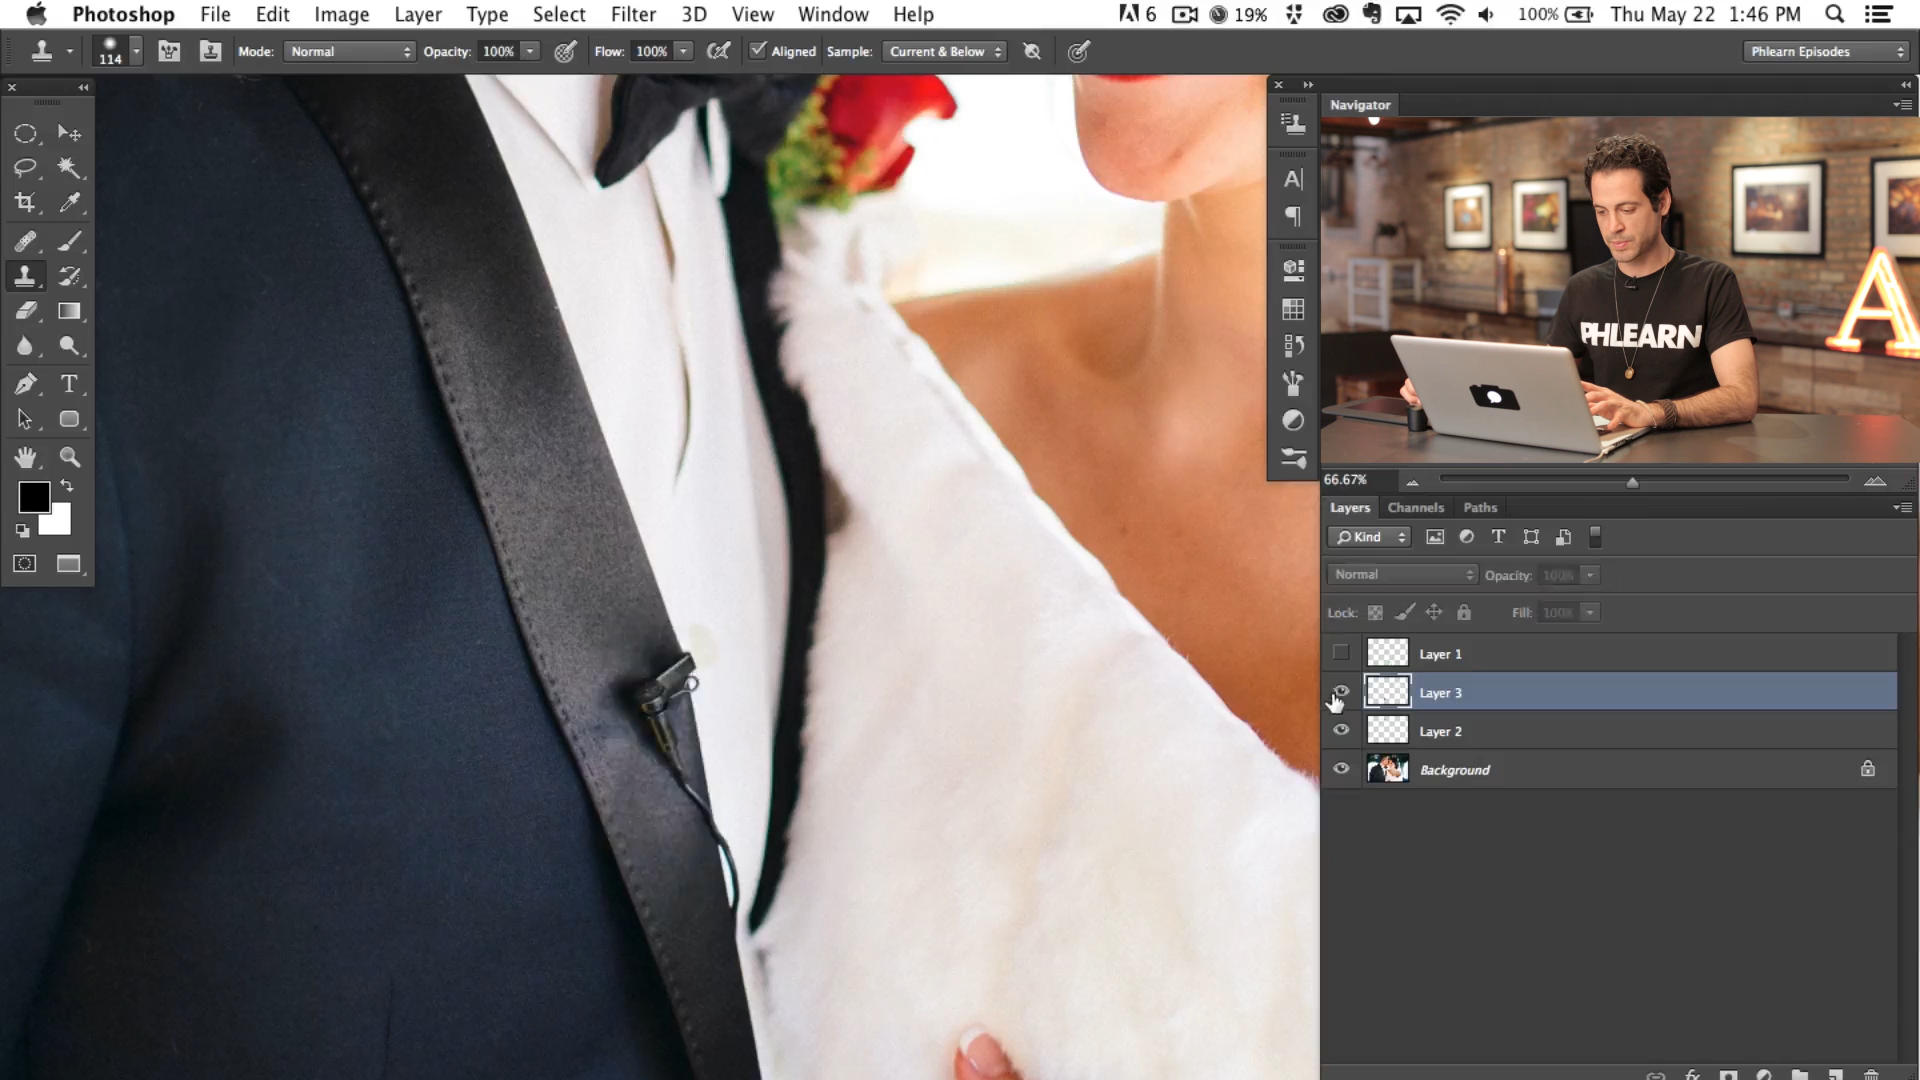 Photoshop File Edit Image Layer Type Select Filter 3D View Window Help 6 19% 100% Thu May 22 1:46 PM
114 Mode: Normal Opacity: 100% Flow: 100% Aligned Sample: Current & Below Phlearn Episodes
Navigator
PHLEARN
A
66.67%
Layers Channels Paths
Kind
Normal Opacity: 100%
Lock: Fill: 100%
Layer 1
Layer 3
Layer 2
Background